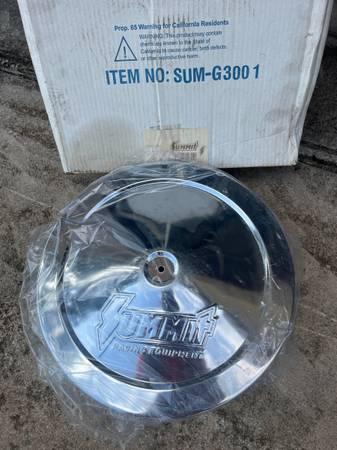 Prop. 65 Warning for California Residents
WARNING: This product may contain
chemicals known to the State of
California to cause cancer, birth defects,
or other reproductive harm.
ITEM NO: SUM-G3001
SUMMIT
SUMMIT
RACING EQUIPMENT